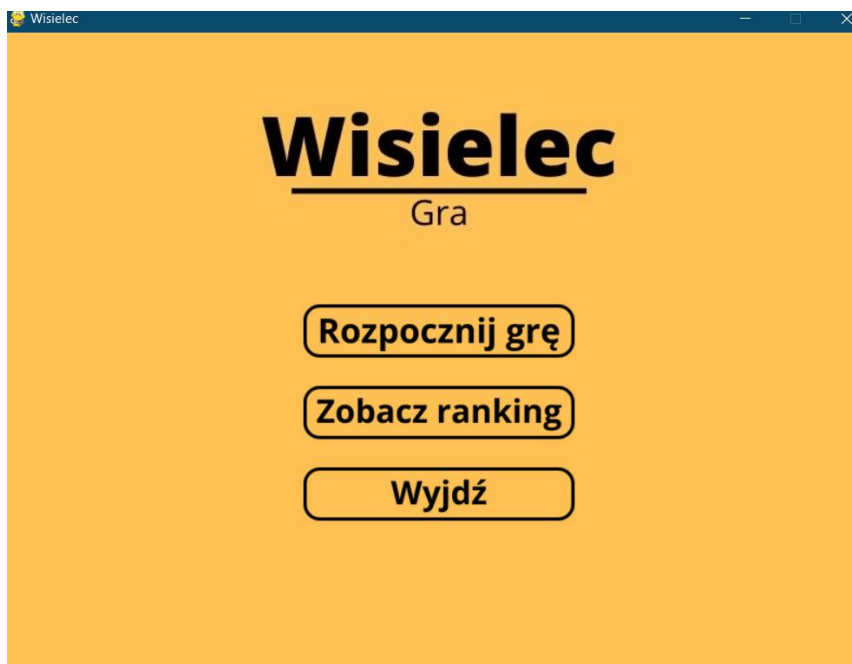 Wisielec
Wisielec
Gra
Rozpocznij grę
Zobacz ranking
Wyjdź